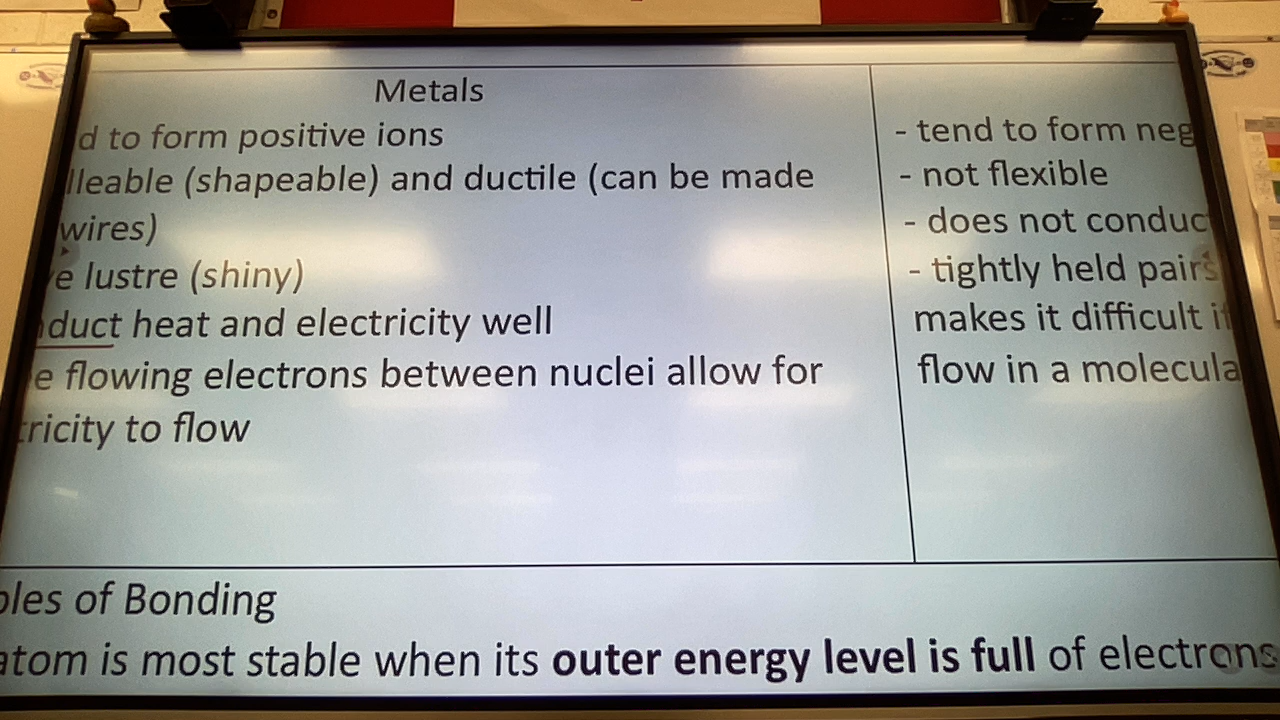 Metals
d to form positive ions
lleable (shapeable) and ductile (can be made
wires)
e lustre (shiny)
duct heat and electricity well
e flowing electrons between nuclei allow for
tricity to flow
- tend to form neg
- not flexible
- does not conduc
- tightly held pairs
makes it difficult i
flow in a molecula
ples of Bonding
atom is most stable when its outer energy level is full of electrons